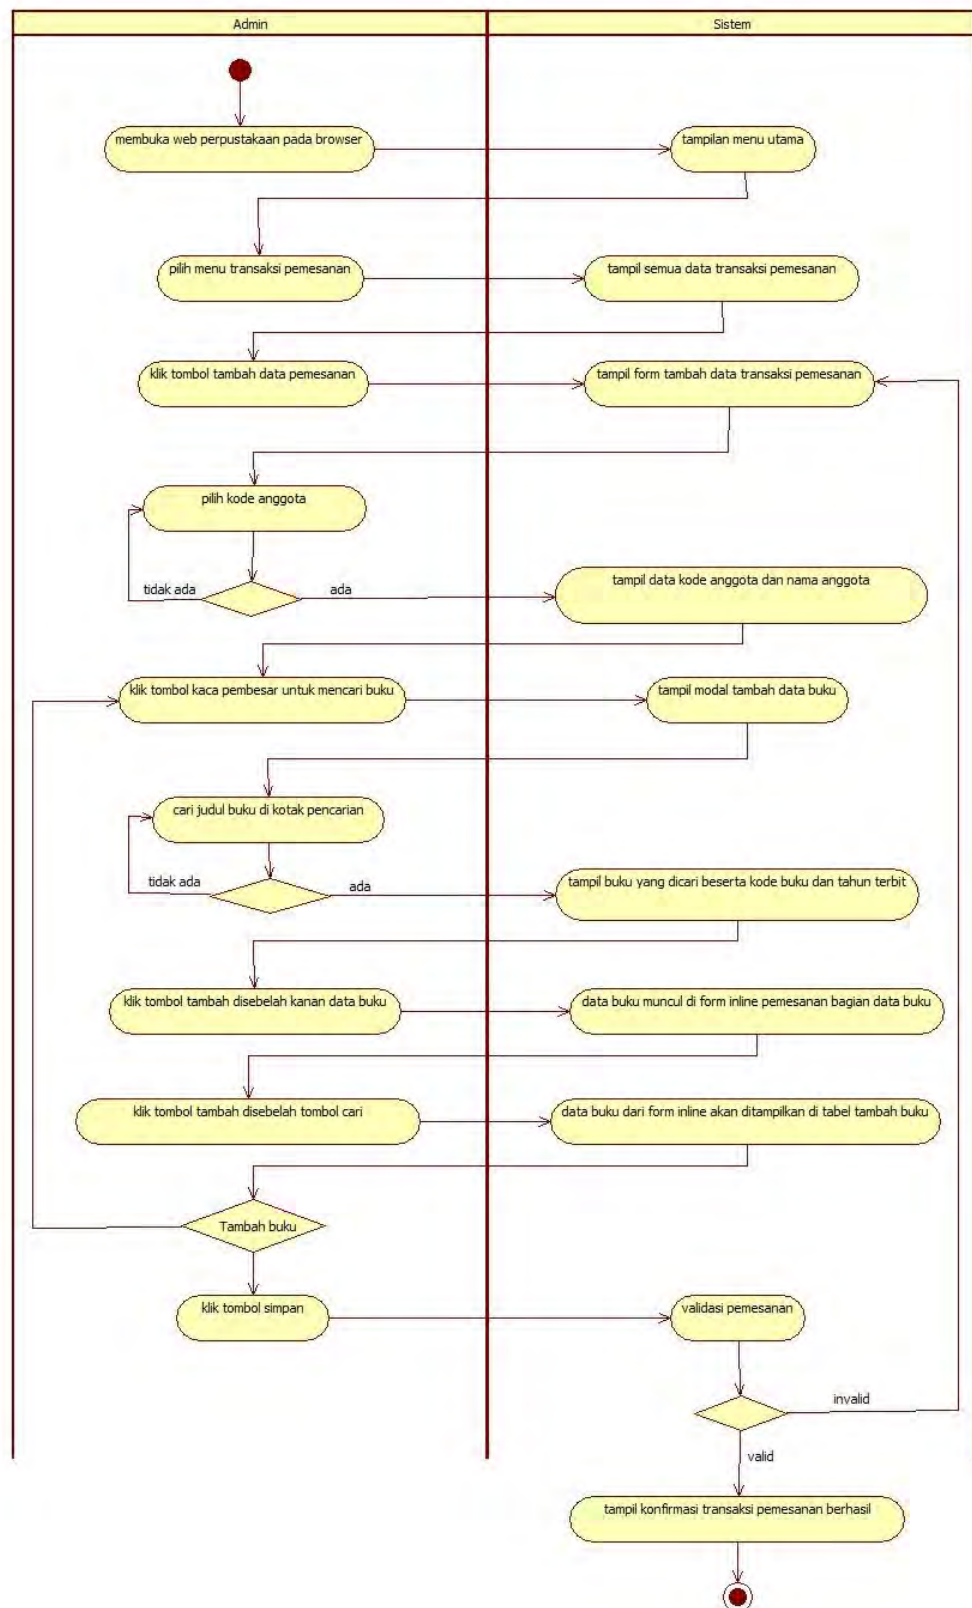 Admin
Sistem
membuka web perpustakaan pada browser
tampilan menu utama
pilih menu transaksi pemesanan
tampil semua data transaksi pemesanan
klik tombol tambah data pemesanan
tampil form tambah data transaksi pemesanan
pilih kode anggota
tidak ada
ada
tampil data kode anggota dan nama anggota
klik tombol kaca pembesar untuk mencari buku
tampil modal tambah data buku
cari judul buku di kotak pencarian
tidak ada
ada
tampil buku yang dicari beserta kode buku dan tahun terbit
klik tombol tambah disebelah kanan data buku
data buku muncul di form inline pemesanan bagian data buku
klik tombol tambah disebelah tombol cari
data buku dari form inline akan ditampilkan di tabel tambah buku
Tambah buku
klik tombol simpan
validasi pemesanan
invalid
valid
tampil konfirmasi transaksi pemesanan berhasil